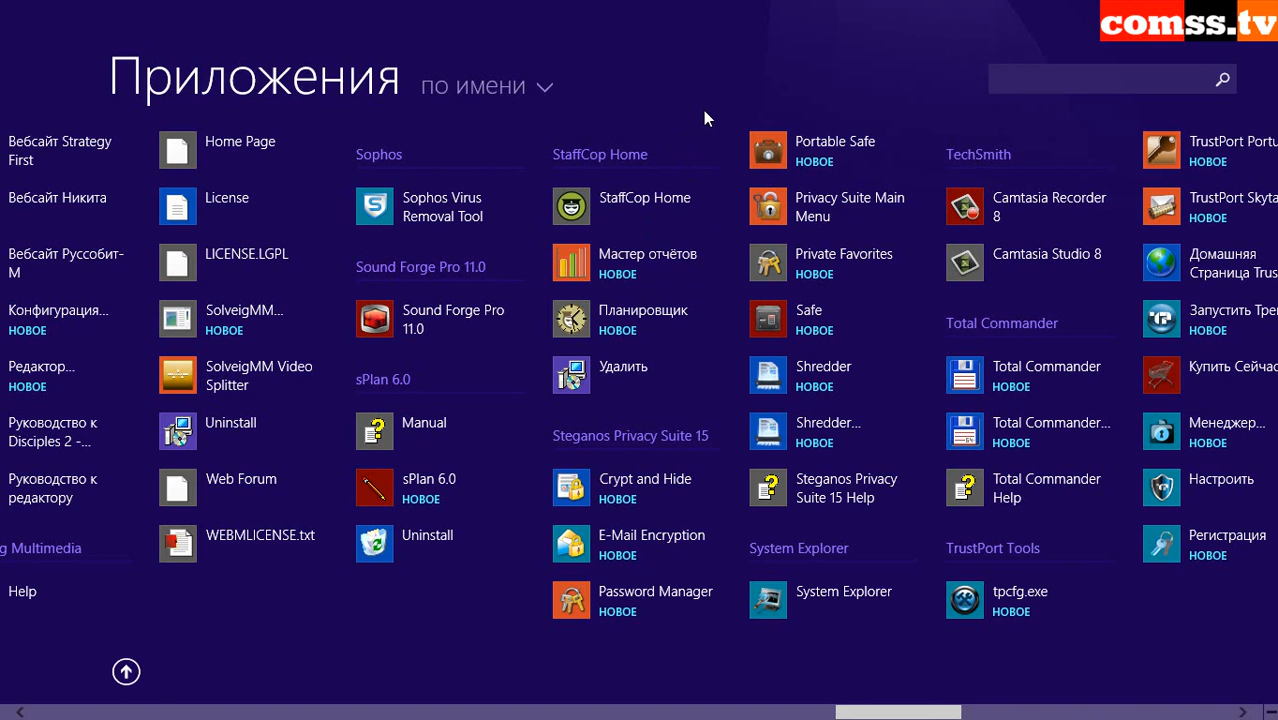 comss.tv
Приложения
по имени
Вебсайт Strategy
First
Вебсайт Никита
Вебсайт Руссобит-
М
Конфигурация...
НОВОЕ
Редактор...
НОВОЕ
Руководство к
Disciples 2 -...
Руководство к
редактору
g Multimedia
Help
Home Page
License
LICENSE.LGPL
SolveigMM...
НОВОЕ
SolveigMM Video
Splitter
Uninstall
Web Forum
WEBMLICENSE.txt
Sophos
Sophos Virus
Removal Tool
Sound Forge Pro 11.0
Sound Forge Pro
11.0
sPlan 6.0
Manual
sPlan 6.0
НОВОЕ
Uninstall
StaffCop Home
StaffCop Home
Мастер отчётов
НОВОЕ
Планировщик
НОВОЕ
Удалить
Steganos Privacy Suite 15
Crypt and Hide
НОВОЕ
E-Mail Encryption
НОВОЕ
Password Manager
НОВОЕ
Portable Safe
НОВОЕ
Privacy Suite Main
Menu
Private Favorites
НОВОЕ
Safe
НОВОЕ
Shredder
НОВОЕ
Shredder...
НОВОЕ
Steganos Privacy
Suite 15 Help
System Explorer
System Explorer
TechSmith
Camtasia Recorder
8
Camtasia Studio 8
Total Commander
Total Commander
НОВОЕ
Total Commander...
НОВОЕ
Total Commander
Help
TrustPort Tools
tpcfg.exe
НОВОЕ
TrustPort Portu
НОВОЕ
TrustPort Skyta
НОВОЕ
Домашняя
Страница Trus
Запустить Трен
НОВОЕ
Купить Сейчас
Менеджер...
НОВОЕ
Настроить
Регистрация
НОВОЕ